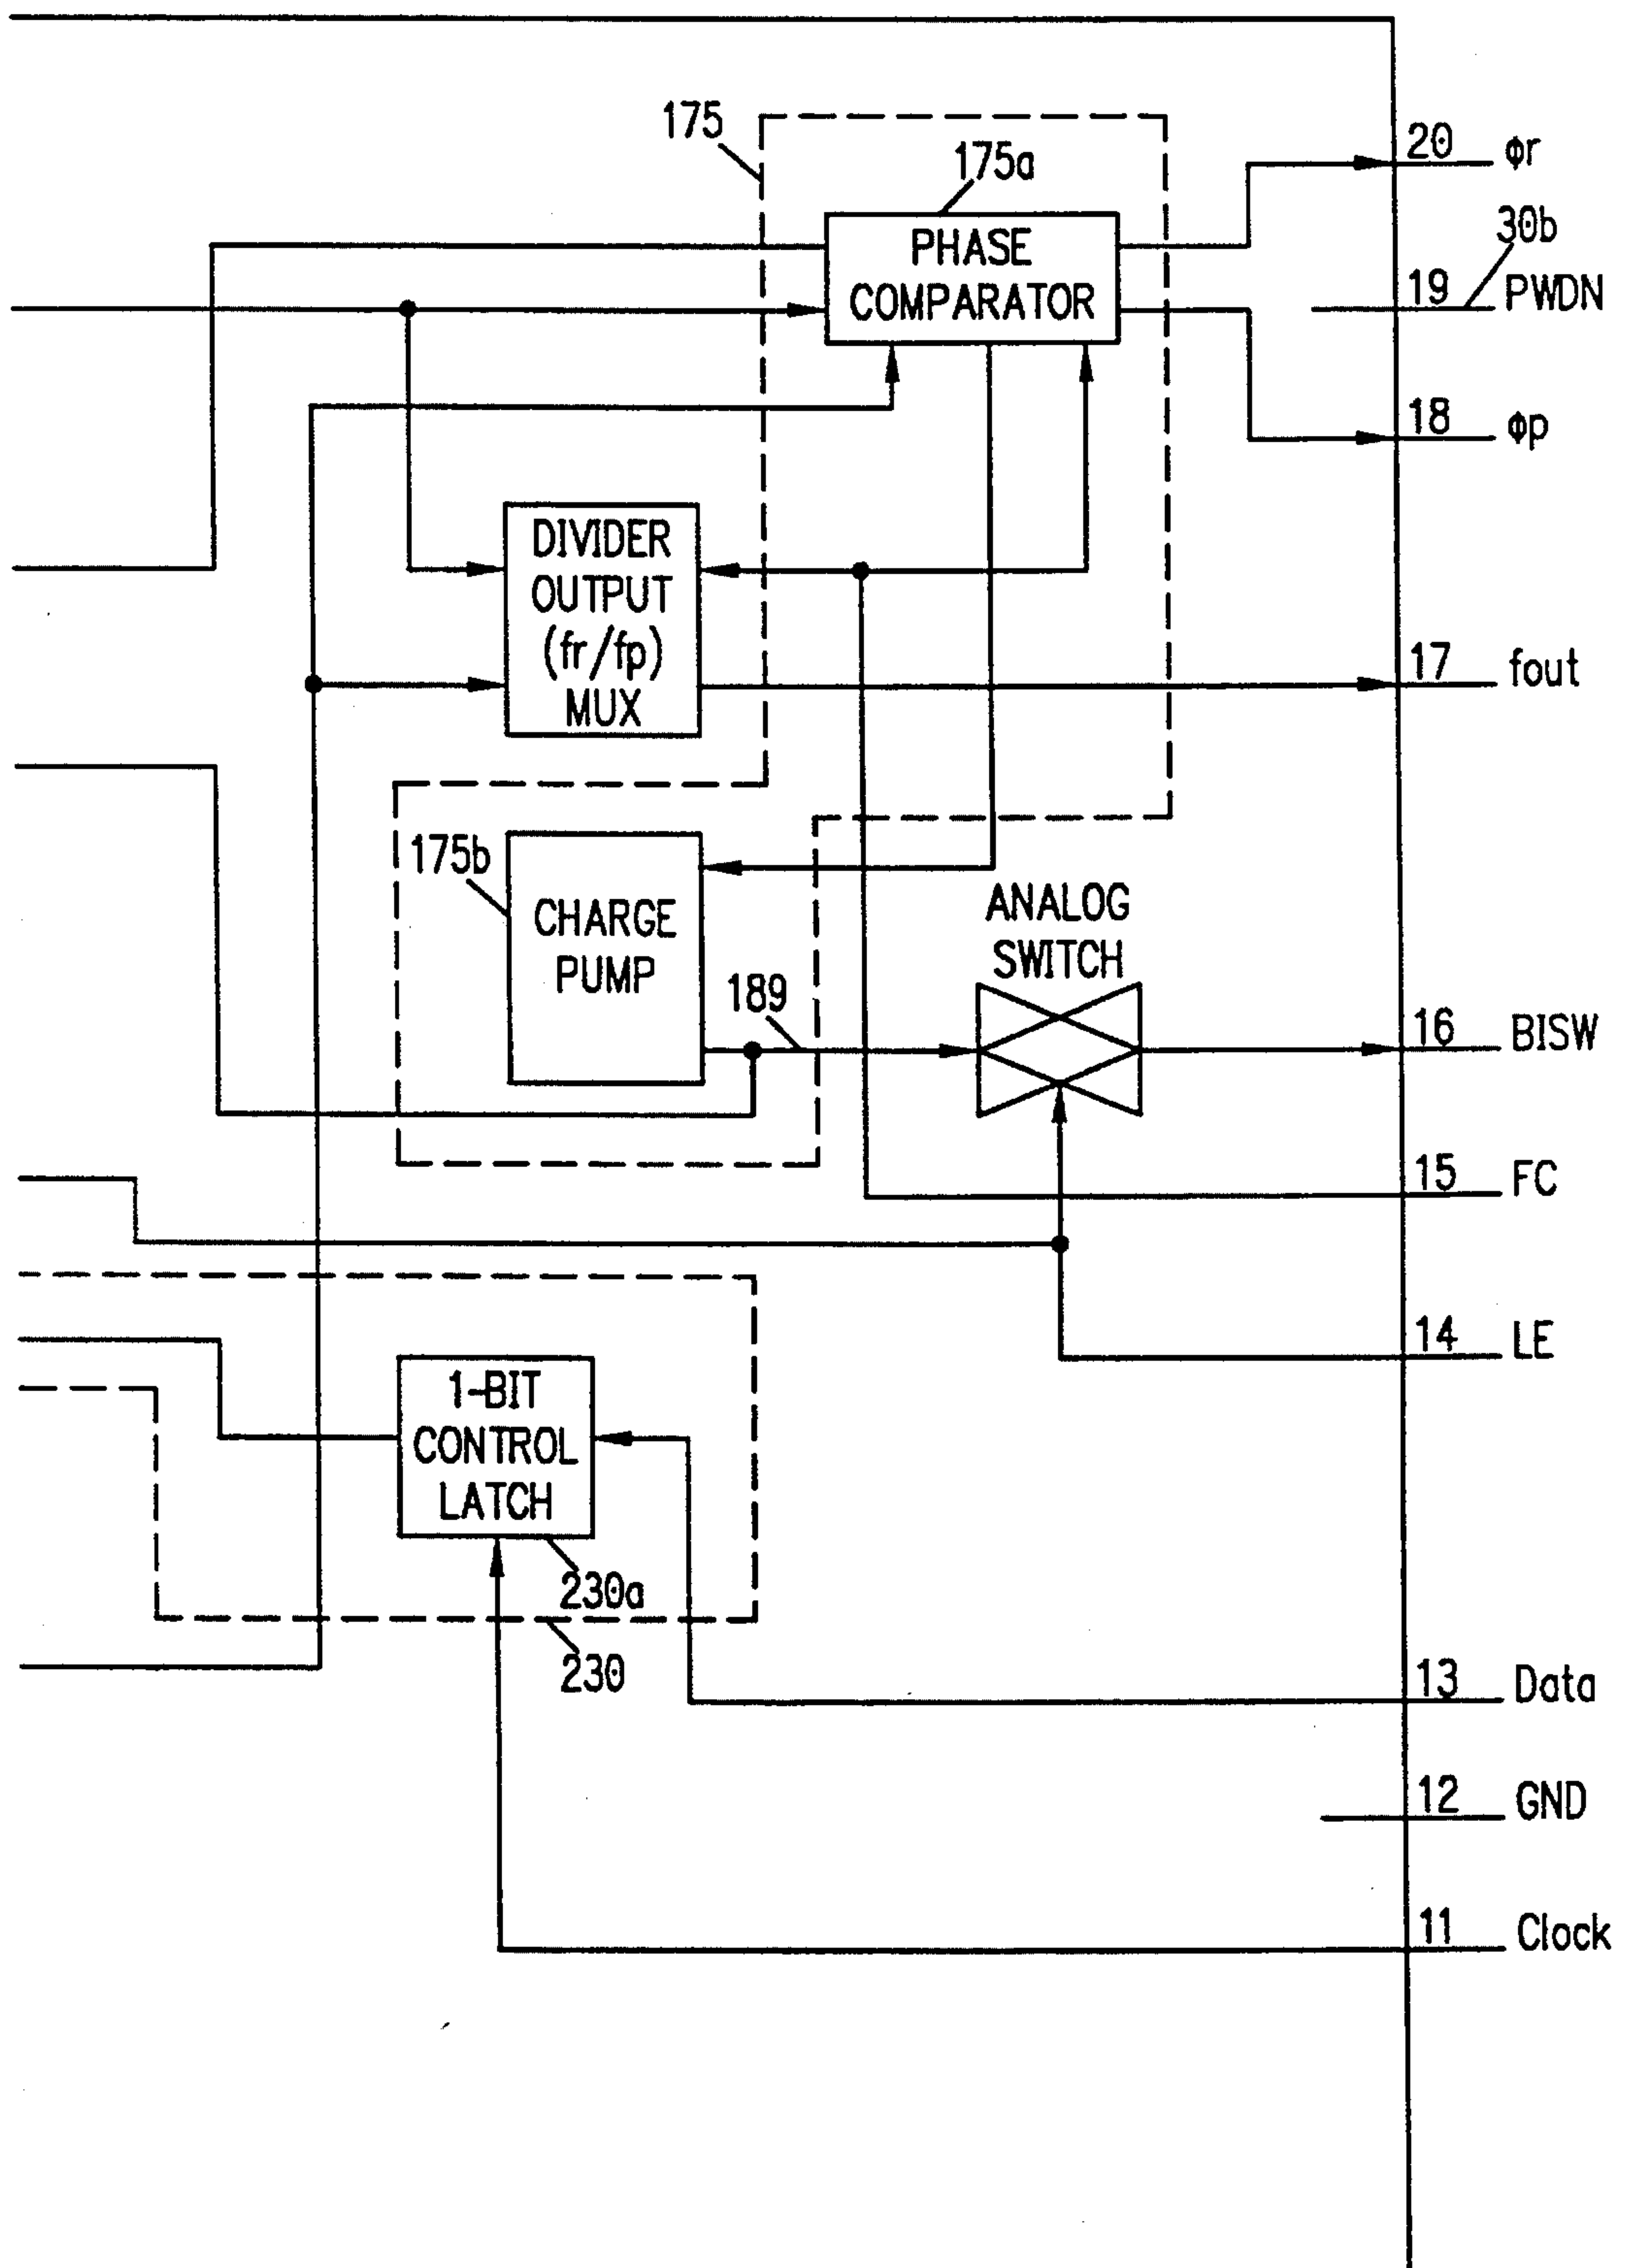 175
175a
PHASE
COMPARATOR
20 φr
30b
19 PWDN
18 φp
DIVIDER
OUTPUT
(fr/fp)
MUX
17 fout
175b
CHARGE
PUMP
189
ANALOG
SWITCH
16 BISW
15 FC
14 LE
1-BIT
CONTROL
LATCH
230a
230
13 Data
12 GND
11 Clock